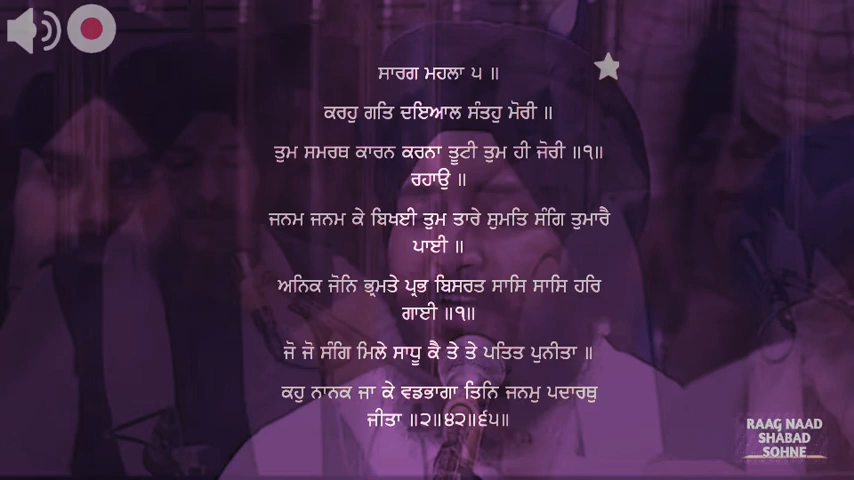 ਸਾਰਗ ਮਹਲਾ ੫ ॥
ਕਰਹੁ ਗਤਿ ਦਇਆਲ ਸੰਤਹੁ ਮੋਰੀ ॥
ਤੁਮ ਸਮਰਥ ਕਾਰਨ ਕਰਨਾ ਤੂਟੀ ਤੁਮ ਹੀ ਜੋਰੀ ॥੧॥
ਰਹਾਉ ॥
ਜਨਮ ਜਨਮ ਕੇ ਬਿਖਈ ਤੁਮ ਤਾਰੇ ਸੁਮਤਿ ਸੰਗਿ ਤੁਮਾਰੈ
ਪਾਈ ॥
ਅਨਿਕ ਜੋਨਿ ਭ੍ਰਮਤੇ ਪ੍ਰਭ ਬਿਸਰਤ ਸਾਸਿ ਸਾਸਿ ਹਰਿ
ਗਾਈ ॥੧॥
ਜੋ ਜੋ ਸੰਗਿ ਮਿਲੇ ਸਾਧੂ ਕੈ ਤੇ ਤੇ ਪਤਿਤ ਪੁਨੀਤਾ ॥
ਕਹੁ ਨਾਨਕ ਜਾ ਕੇ ਵਡਭਾਗਾ ਤਿਨਿ ਜਨਮੁ ਪਦਾਰਥੁ
ਜੀਤਾ ॥੨॥੪੨॥੬੫॥
RAAG NAAD
SHABAD
SOHNE